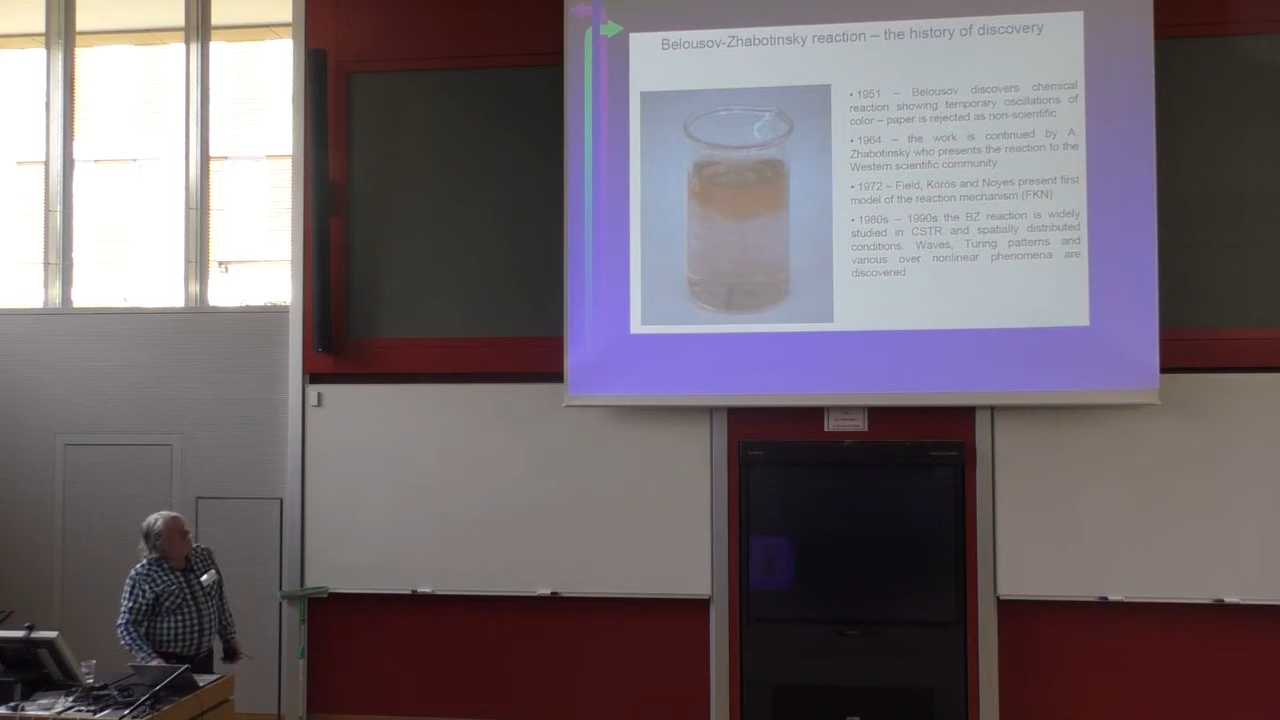 Belousov-Zhabotinsky reaction – the history of discovery
• 1951 – Belousov discovers chemical
reaction showing temporary oscillations of
color – paper is rejected as non-scientific
• 1964 – the work is continued by A.
Zhabotinsky who presents the reaction to the
Western scientific community
• 1972 – Field, Körös and Noyes present first
model of the reaction mechanism (FKN)
• 1980s – 1990s the BZ reaction is widely
studied in CSTR and spatially distributed
conditions. Waves, Turing patterns and
various over nonlinear phenomena are
discovered.